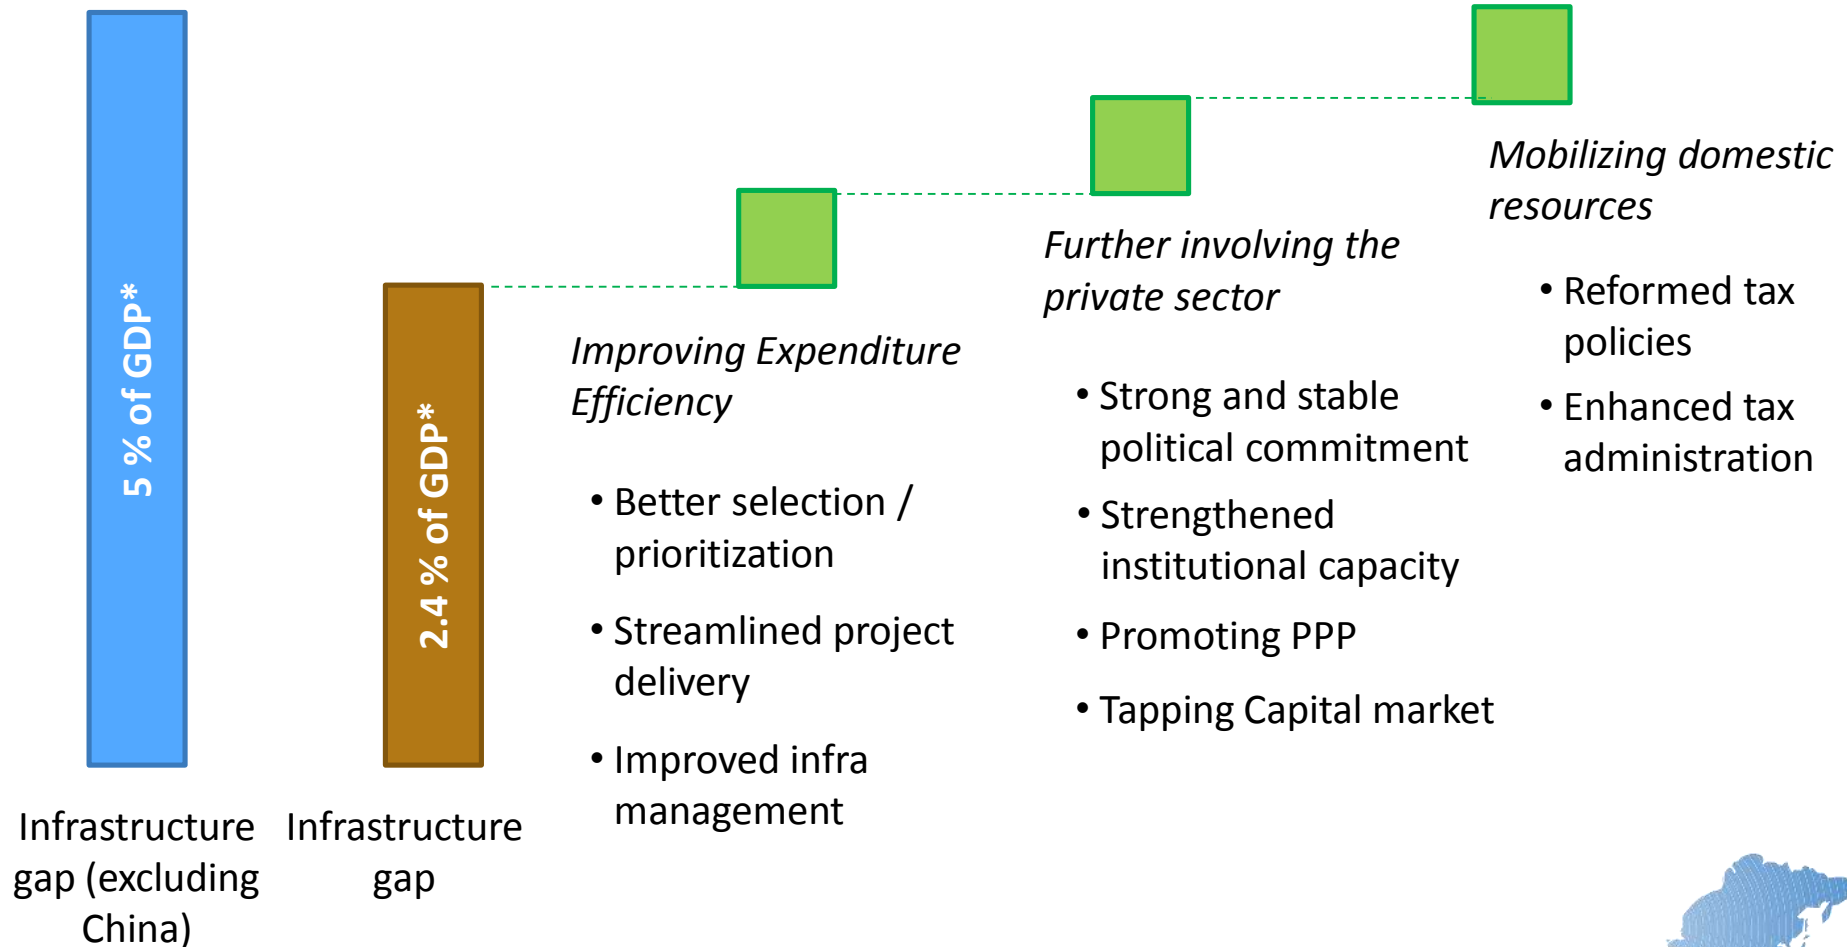 5 % of GDP*
Infrastructure
gap (excluding
China)
2.4 % of GDP*
Infrastructure
gap
Improving Expenditure
Efficiency
• Better selection /
prioritization
• Streamlined project
delivery
• Improved infra
management
Further involving the
private sector
• Strong and stable
political commitment
• Strengthened
institutional capacity
• Promoting PPP
• Tapping Capital market
Mobilizing domestic
resources
• Reformed tax
policies
• Enhanced tax
administration